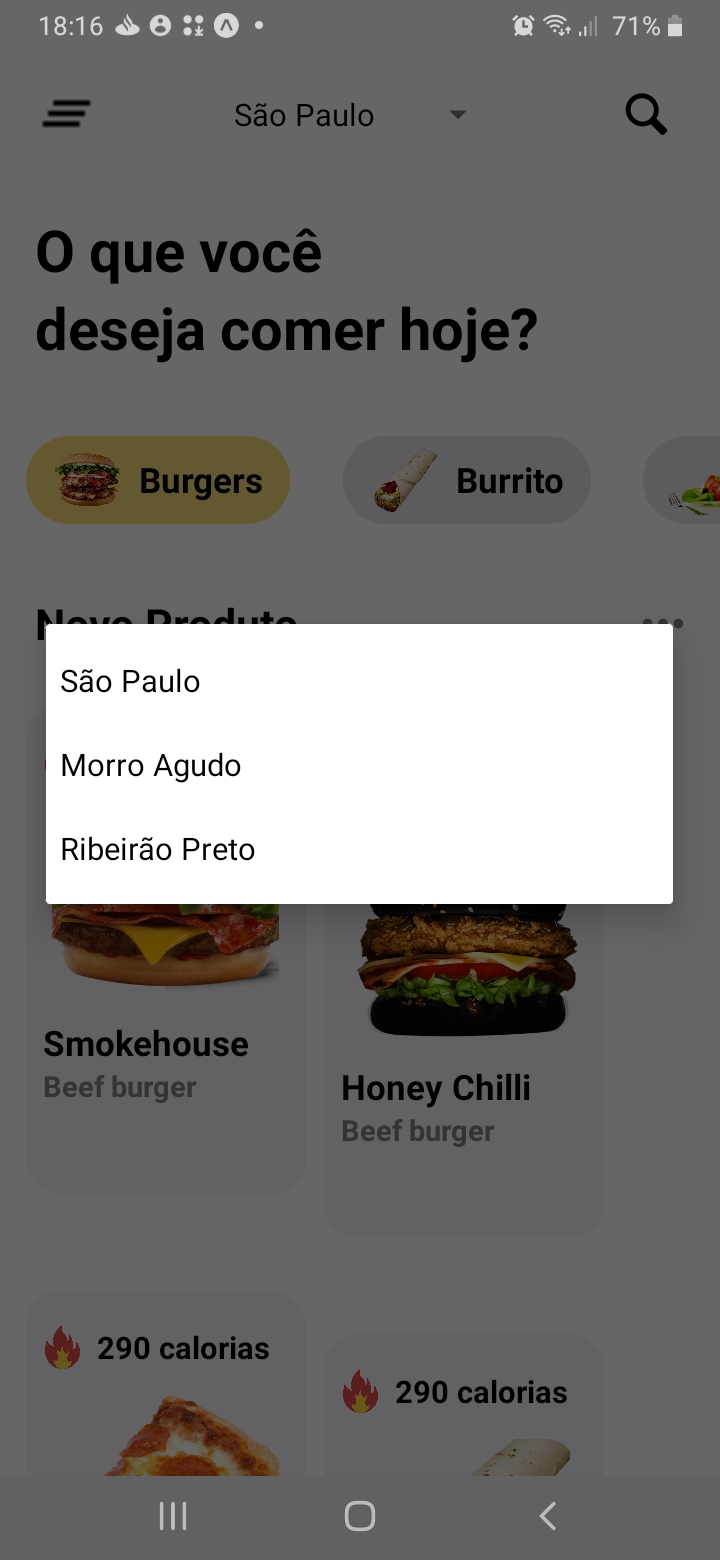 18:16
71%
São Paulo
O que você
deseja comer hoje?
Burgers
Burrito
Novo Produto
São Paulo
Morro Agudo
Ribeirão Preto
Smokehouse
Beef burger
Honey Chilli
Beef burger
290 calorias
290 calorias